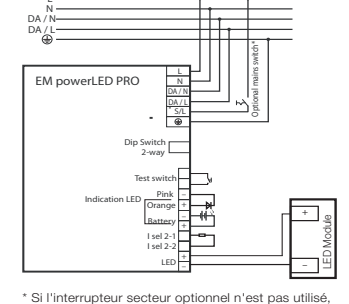 N
DA / N
DA / L
EM powerLED PRO
L
N
DA / N
DA / L
S/L
Optional mains switch*
Dip Switch
2-way
Test switch
Indication LED
Pink
Orange
Battery
I sel 2-1
I sel 2-2
LED
−
+
−
+
+
−
+
−
LED Module
* Si l'interrupteur secteur optionnel n'est pas utilisé,